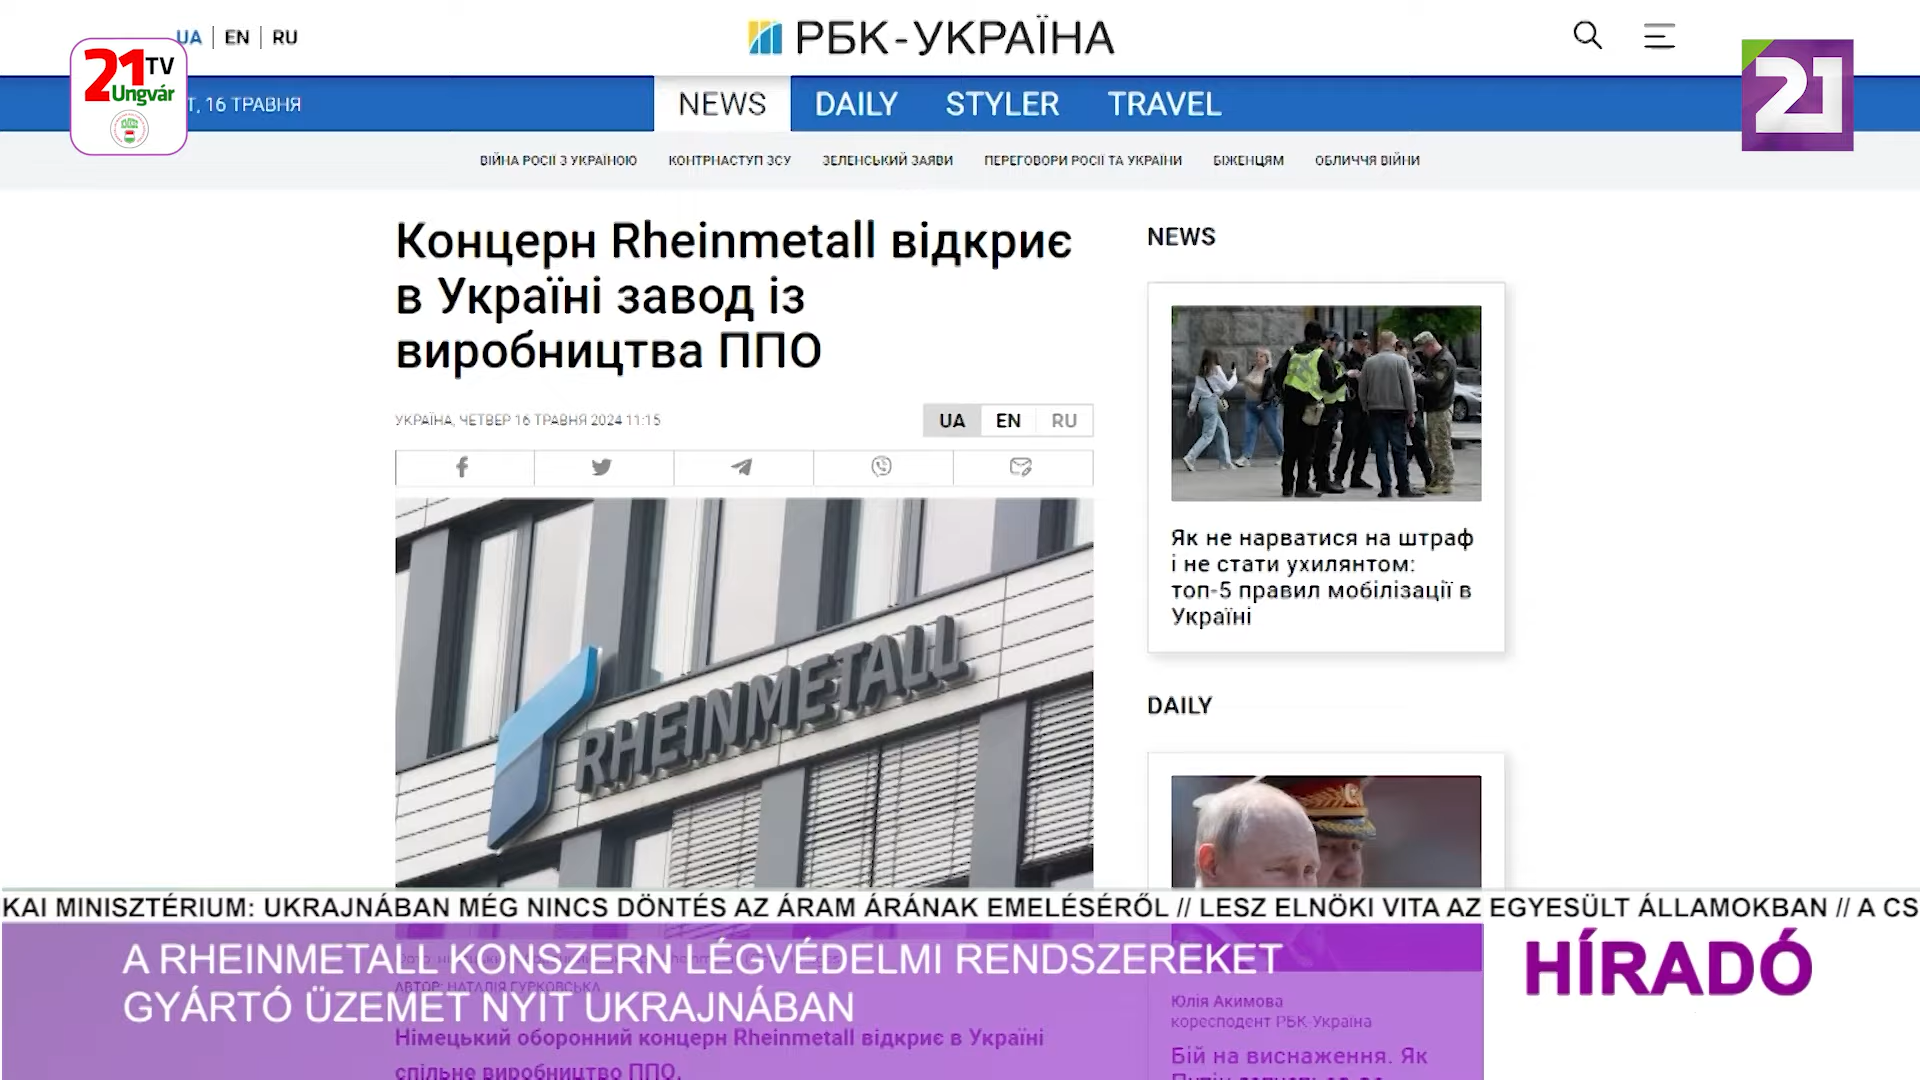 UA | EN | RU
РБК-УКРАЇНА
21 TV
Ungvár
21
Т, 16 ТРАВНЯ
NEWS DAILY STYLER TRAVEL
ВІЙНА РОСІЇ З УКРАЇНОЮ КОНТРНАСТУП ЗСУ ЗЕЛЕНСЬКИЙ ЗАЯВИ ПЕРЕГОВОРИ РОСІЇ ТА УКРАЇНИ БІЖЕНЦЯМ ОБЛИЧЧЯ ВІЙНИ
Концерн Rheinmetall відкриє
в Україні завод із
виробництва ППО
УКРАЇНА, ЧЕТВЕР 16 ТРАВНЯ 2024 11:15
UA EN RU
RHEINMETALL
NEWS
Як не нарватися на штраф
і не стати ухилянтом:
топ-5 правил мобілізації в
Україні
DAILY
KAI MINISZTÉRIUM: UKRAJNÁBAN MÉG NINCS DÖNTÉS AZ ÁRAM ÁRÁNAK EMELÉSÉRŐL // LESZ ELNÖKI VITA AZ EGYESÜLT ÁLLAMOKBAN // A CS
A RHEINMETALL KONSZERN LÉGVÉDELMI RENDSZEREKET
GYÁRTÓ ÜZEMET NYIT UKRAJNÁBAN
HÍRADÓ
АВТОР: НАТАЛІЯ ГУРКОВСЬКА
Німецький оборонний концерн Rheinmetall відкриє в Україні
спільне виробництво ППО.
Юлія Акимова
кореспондент РБК-Україна
Бій на виснаження. Як